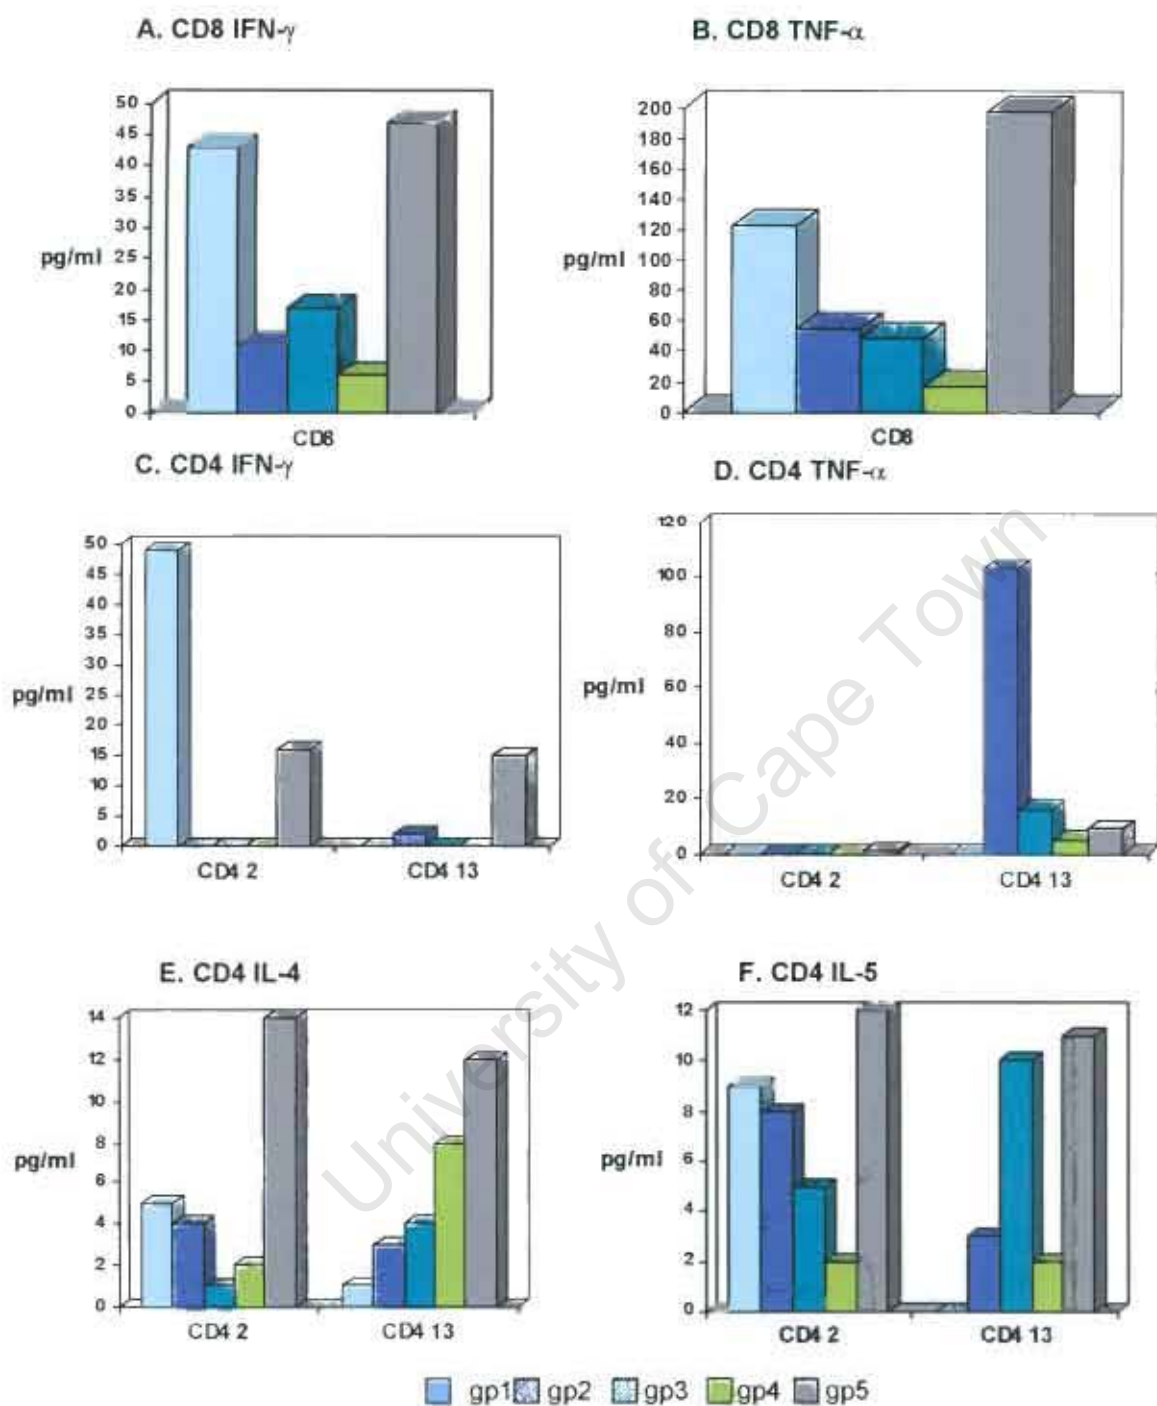 A. CD8 IFN-γ
50
45
40
35
30
25
20
15
10
5
0
pg/ml
CD8
B. CD8 TNF-α
200
180
160
140
120
100
80
60
40
20
0
pg/ml
CD8
C. CD4 IFN-γ
50
45
40
35
30
25
20
15
10
5
0
pg/ml
CD4 2
CD4 13
D. CD4 TNF-α
120
100
80
60
40
20
0
pg/ml
CD4 2
CD4 13
E. CD4 IL-4
14
12
10
8
6
4
2
0
pg/ml
CD4 2
CD4 13
F. CD4 IL-5
12
10
8
6
4
2
0
pg/ml
CD4 2
CD4 13
gp1 gp2 gp3 gp4 gp5
University of Cape Town